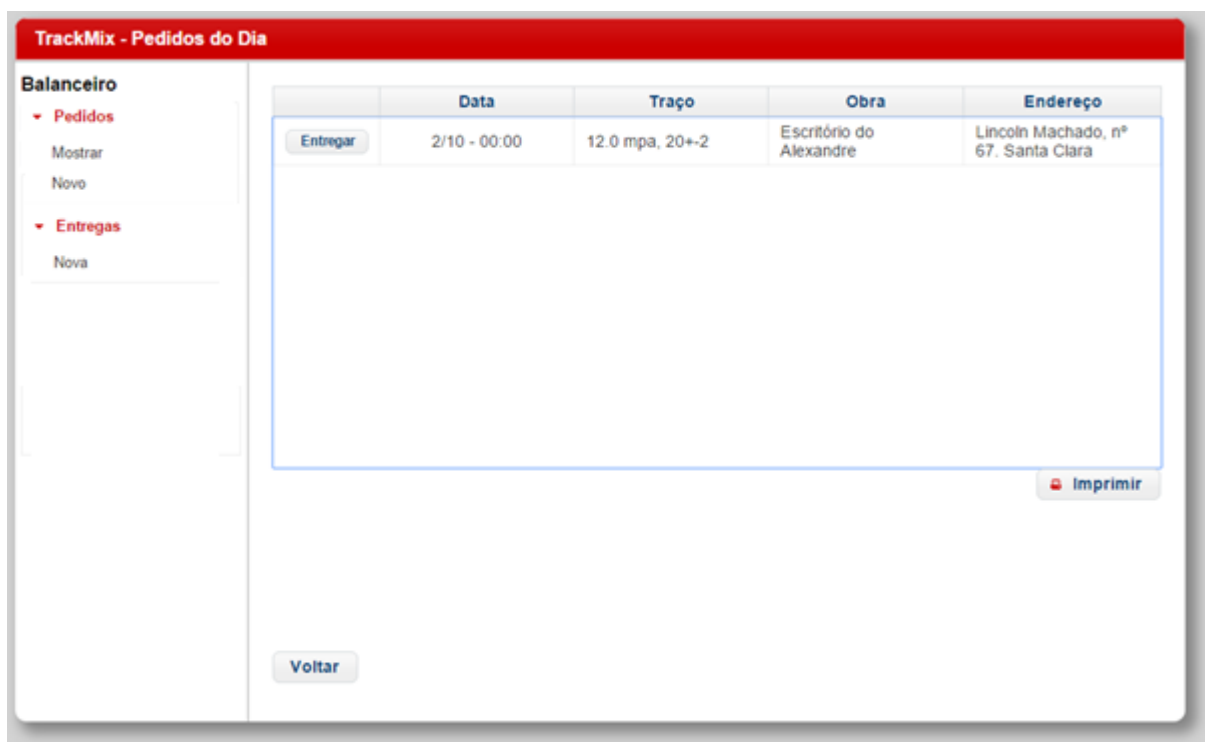 TrackMix - Pedidos do Dia
Balanceiro
Pedidos
Mostrar
Novo
Entregas
Nova
Data Traço Obra Endereço
Entregar 2/10 - 00:00 12.0 mpa, 20+-2 Escritório do Alexandre Lincoln Machado, nº 67. Santa Clara
Imprimir
Voltar